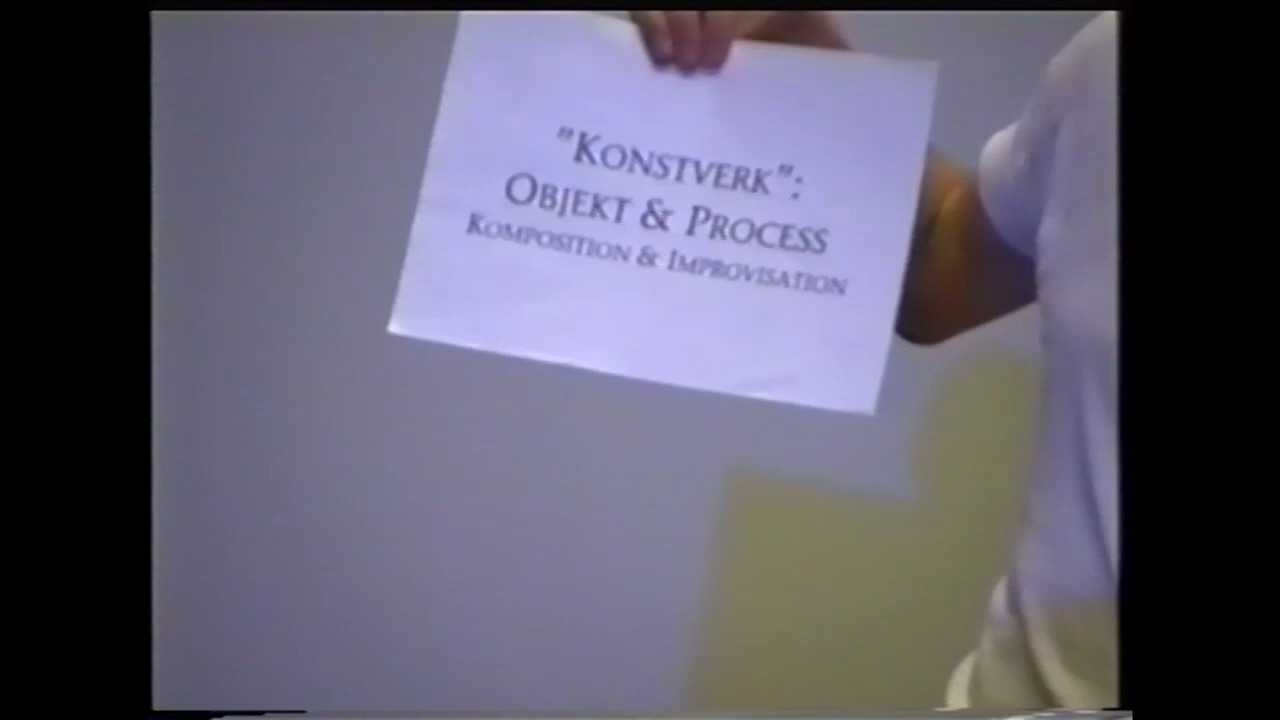 "KONSTVERK":
OBJEKT & PROCESS
KOMPOSITION & IMPROVISATION